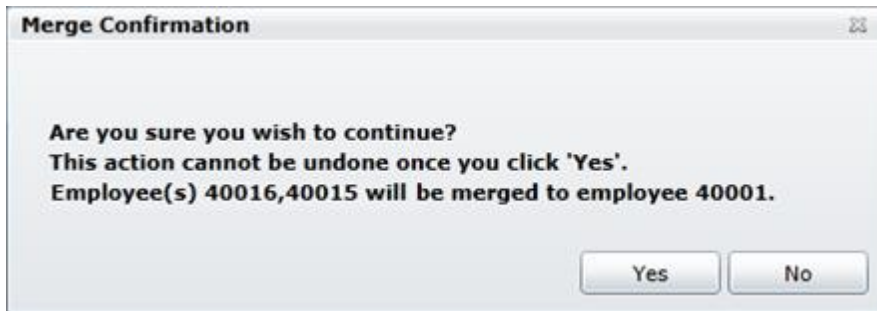 Merge Confirmation
Are you sure you wish to continue?
This action cannot be undone once you click 'Yes'.
Employee(s) 40016,40015 will be merged to employee 40001.
Yes No